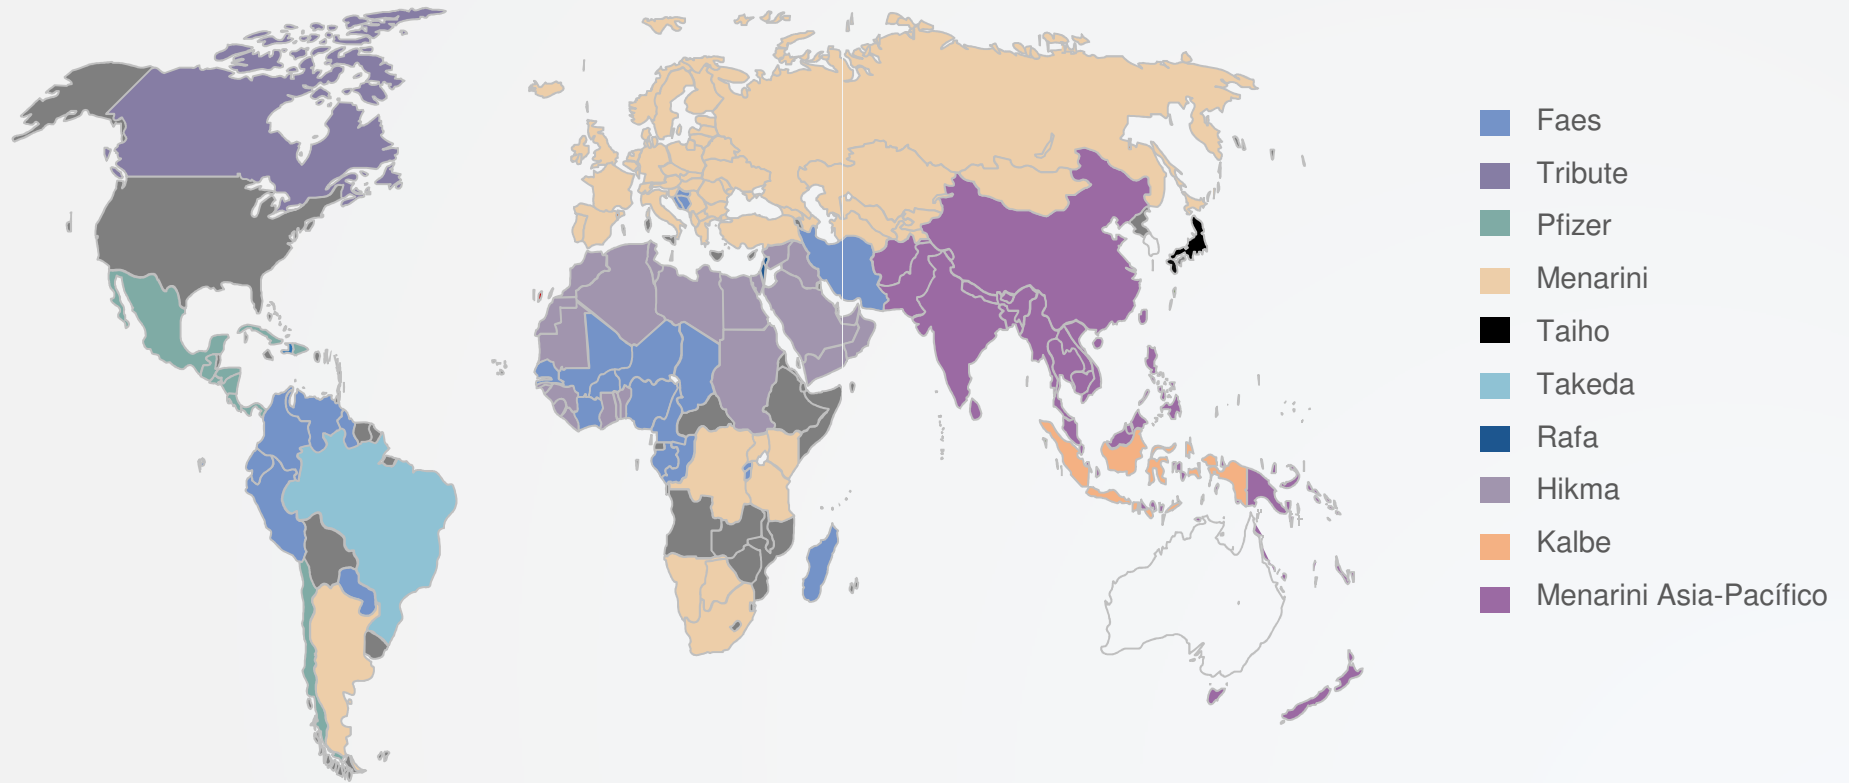 Faes
Tribute
Pfizer
Menarini
Taiho
Takeda
Rafa
Hikma
Kalbe
Menarini Asia-Pacífico